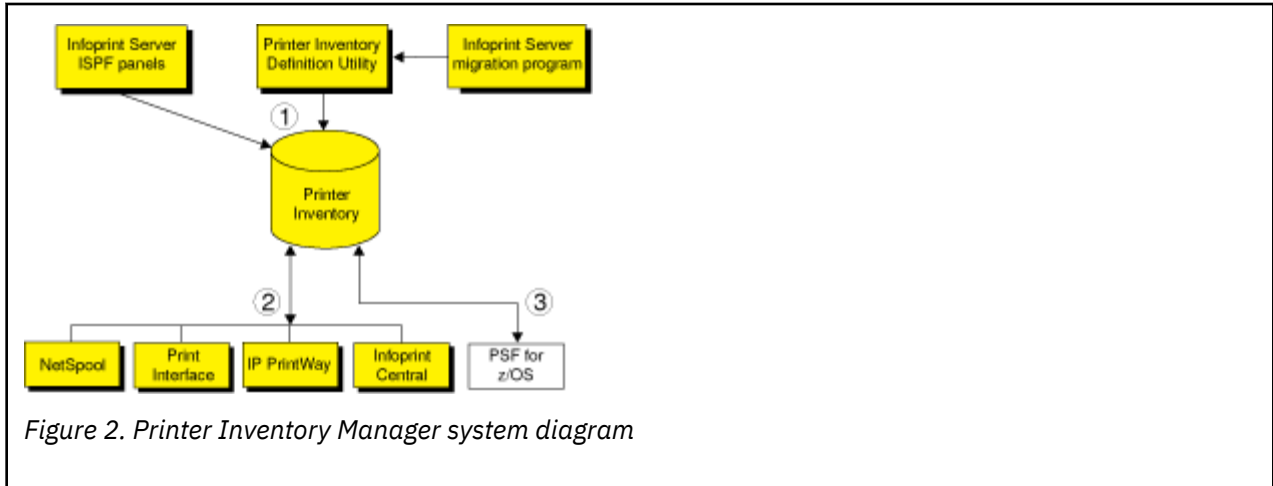 Infoprint Server
ISPF panels
Printer Inventory
Definition Utility
Infoprint Server
migration program
1
Printer
Inventory
2
3
NetSpool
Print
Interface
IP PrintWay
Infoprint
Central
PSF for
z/OS
Figure 2. Printer Inventory Manager system diagram